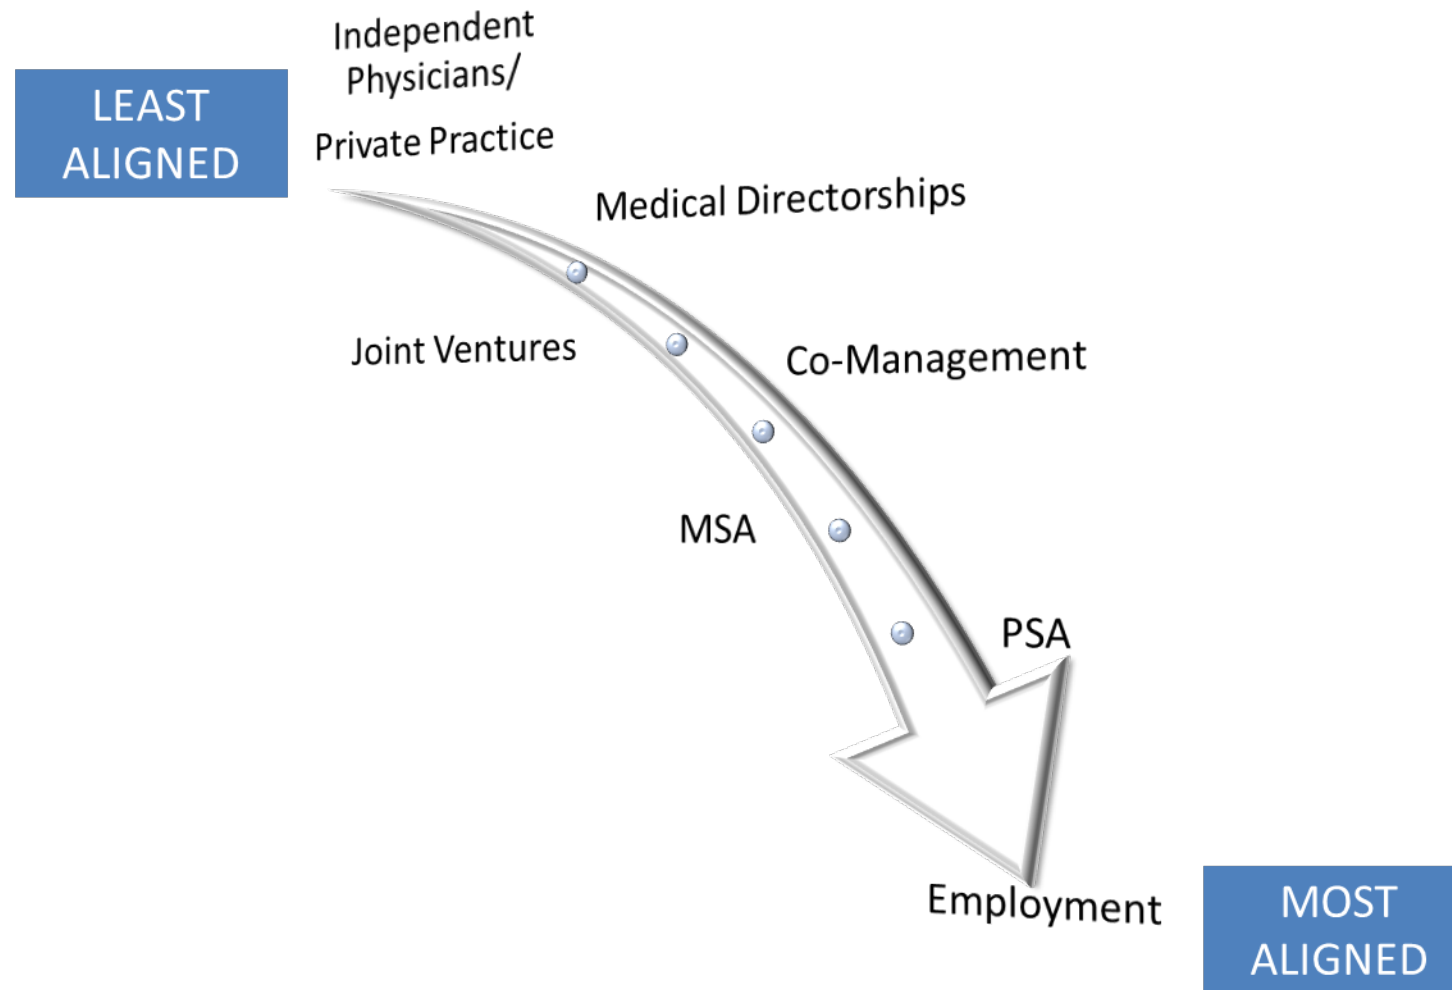 Independent
Physicians/
Private Practice
LEAST
ALIGNED
Medical Directorships
Joint Ventures
Co-Management
MSA
PSA
Employment
MOST
ALIGNED